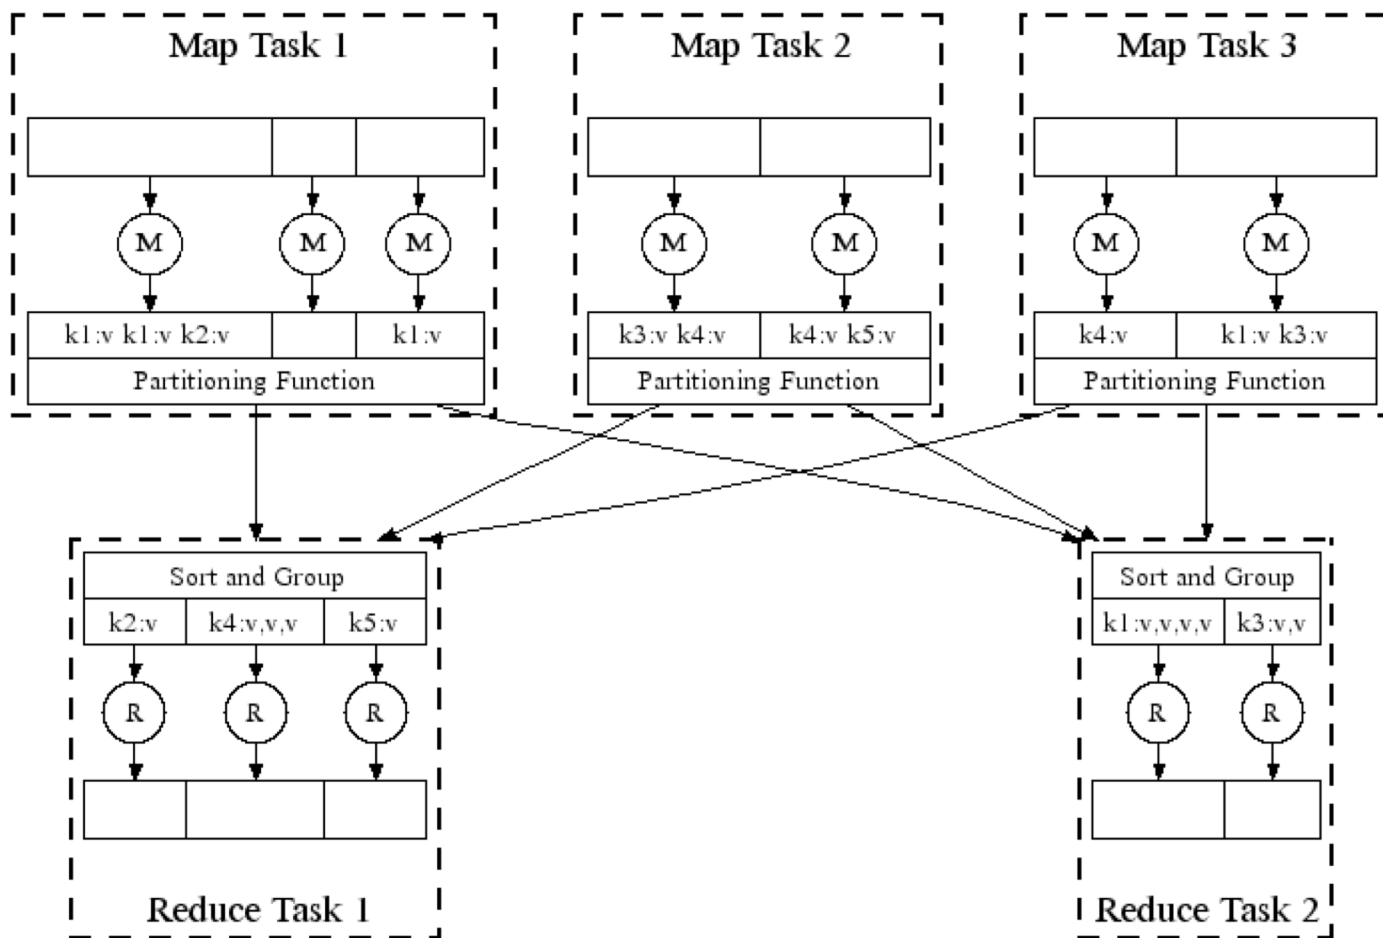 Map Task 1
Map Task 2
Map Task 3
M
M
M
M
M
M
M
k1:v k1:v k2:v
k1:v
k3:v k4:v
k4:v k5:v
k4:v
k1:v k3:v
Partitioning Function
Partitioning Function
Partitioning Function
Sort and Group
k2:v
k4:v,v,v
k5:v
R
R
R
Reduce Task 1
Sort and Group
k1:v,v,v,v
k3:v,v
R
R
Reduce Task 2